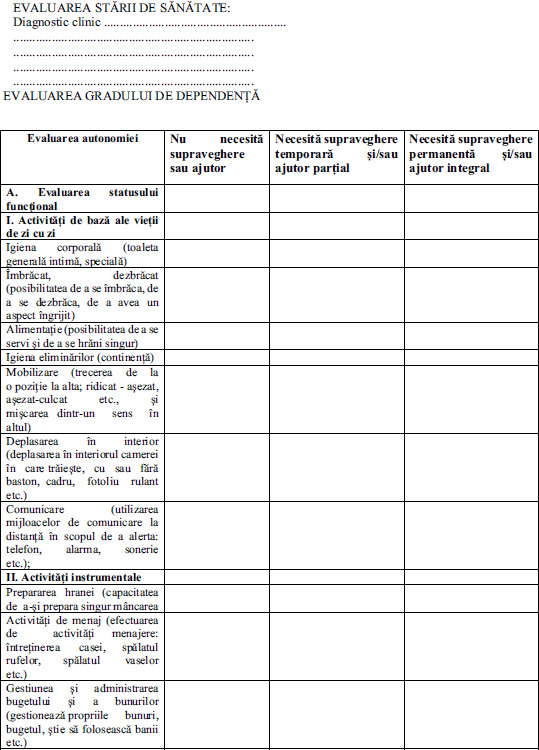 EVALUAREA STĂRII DE SĂNĂTATE:
Diagnostic clinic .........................................................
...........................................................................
...........................................................................
...........................................................................
...........................................................................
EVALUAREA GRADULUI DE DEPENDENȚĂ
Evaluarea autonomiei
Nu necesită
supraveghere
sau ajutor
Necesită supraveghere
temporară și/sau
ajutor parțial
Necesită supraveghere
permanentă și/sau
ajutor integral
A. Evaluarea statusului
funcțional
I. Activități de bază ale vieții
de zi cu zi
Igiena corporală (toaleta
generală intimă, specială)
Îmbrăcat, dezbrăcat
(posibilitatea de a se îmbrăca, de
a se dezbrăca, de a avea un
aspect îngrijit)
Alimentație (posibilitatea de a se
servi și de a se hrăni singur)
Igiena eliminărilor (continență)
Mobilizare (trecerea de la
o poziție la alta; ridicat - așezat,
așezat-culcat etc., și
mișcarea dintr-un sens în
altul)
Deplasarea în interior
(deplasarea în interiorul camerei
în care trăiește, cu sau fără
baston, cadru, fotoliu rulant
etc.)
Comunicare (utilizarea
mijloacelor de comunicare la
distanță în scopul de a alerta:
telefon, alarma, sonerie
etc.);
II. Activități instrumentale
Prepararea hranei (capacitatea
de a-și prepara singur mâncarea
Activități de menaj (efectuarea
de activități menajere:
întreținerea casei, spălatul
rufelor, spălatul vaselor
etc.)
Gestiunea și administrarea
bugetului și a bunurilor
(gestionează propriile bunuri,
bugetul, știe să folosească banii
etc.)